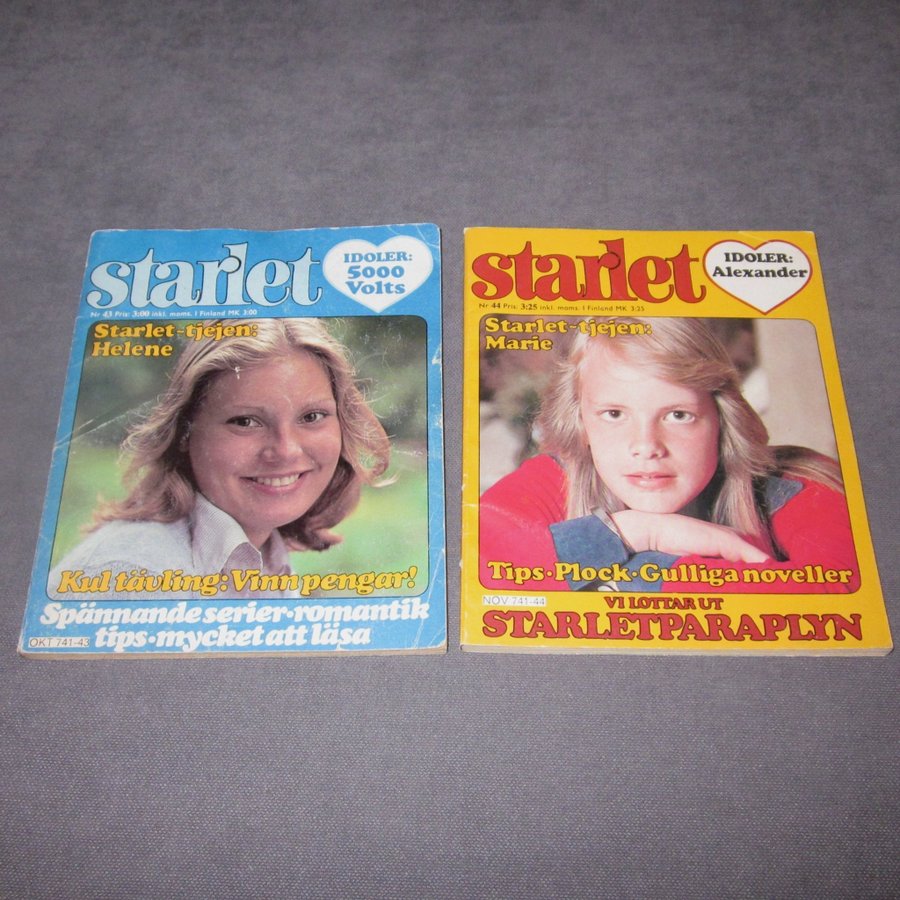 starlet
IDOLER:
5000
Volts
Nr 43 Pris: 3:00 inkl. moms. I Finland MK 3:00
Starlet-tjejen:
Helene
Kul tävling: Vinn pengar!
Spännande serier·romantik
tips·mycket att läsa
OKT 741-43
starlet
IDOLER:
Alexander
Nr 44 Pris: 3:25 inkl. moms. I Finland MK 3:25
Starlet-tjejen:
Marie
Tips·Plock·Gulliga noveller
NOV 741-44
VI LOTTAR UT
STARLETPARAPLYN